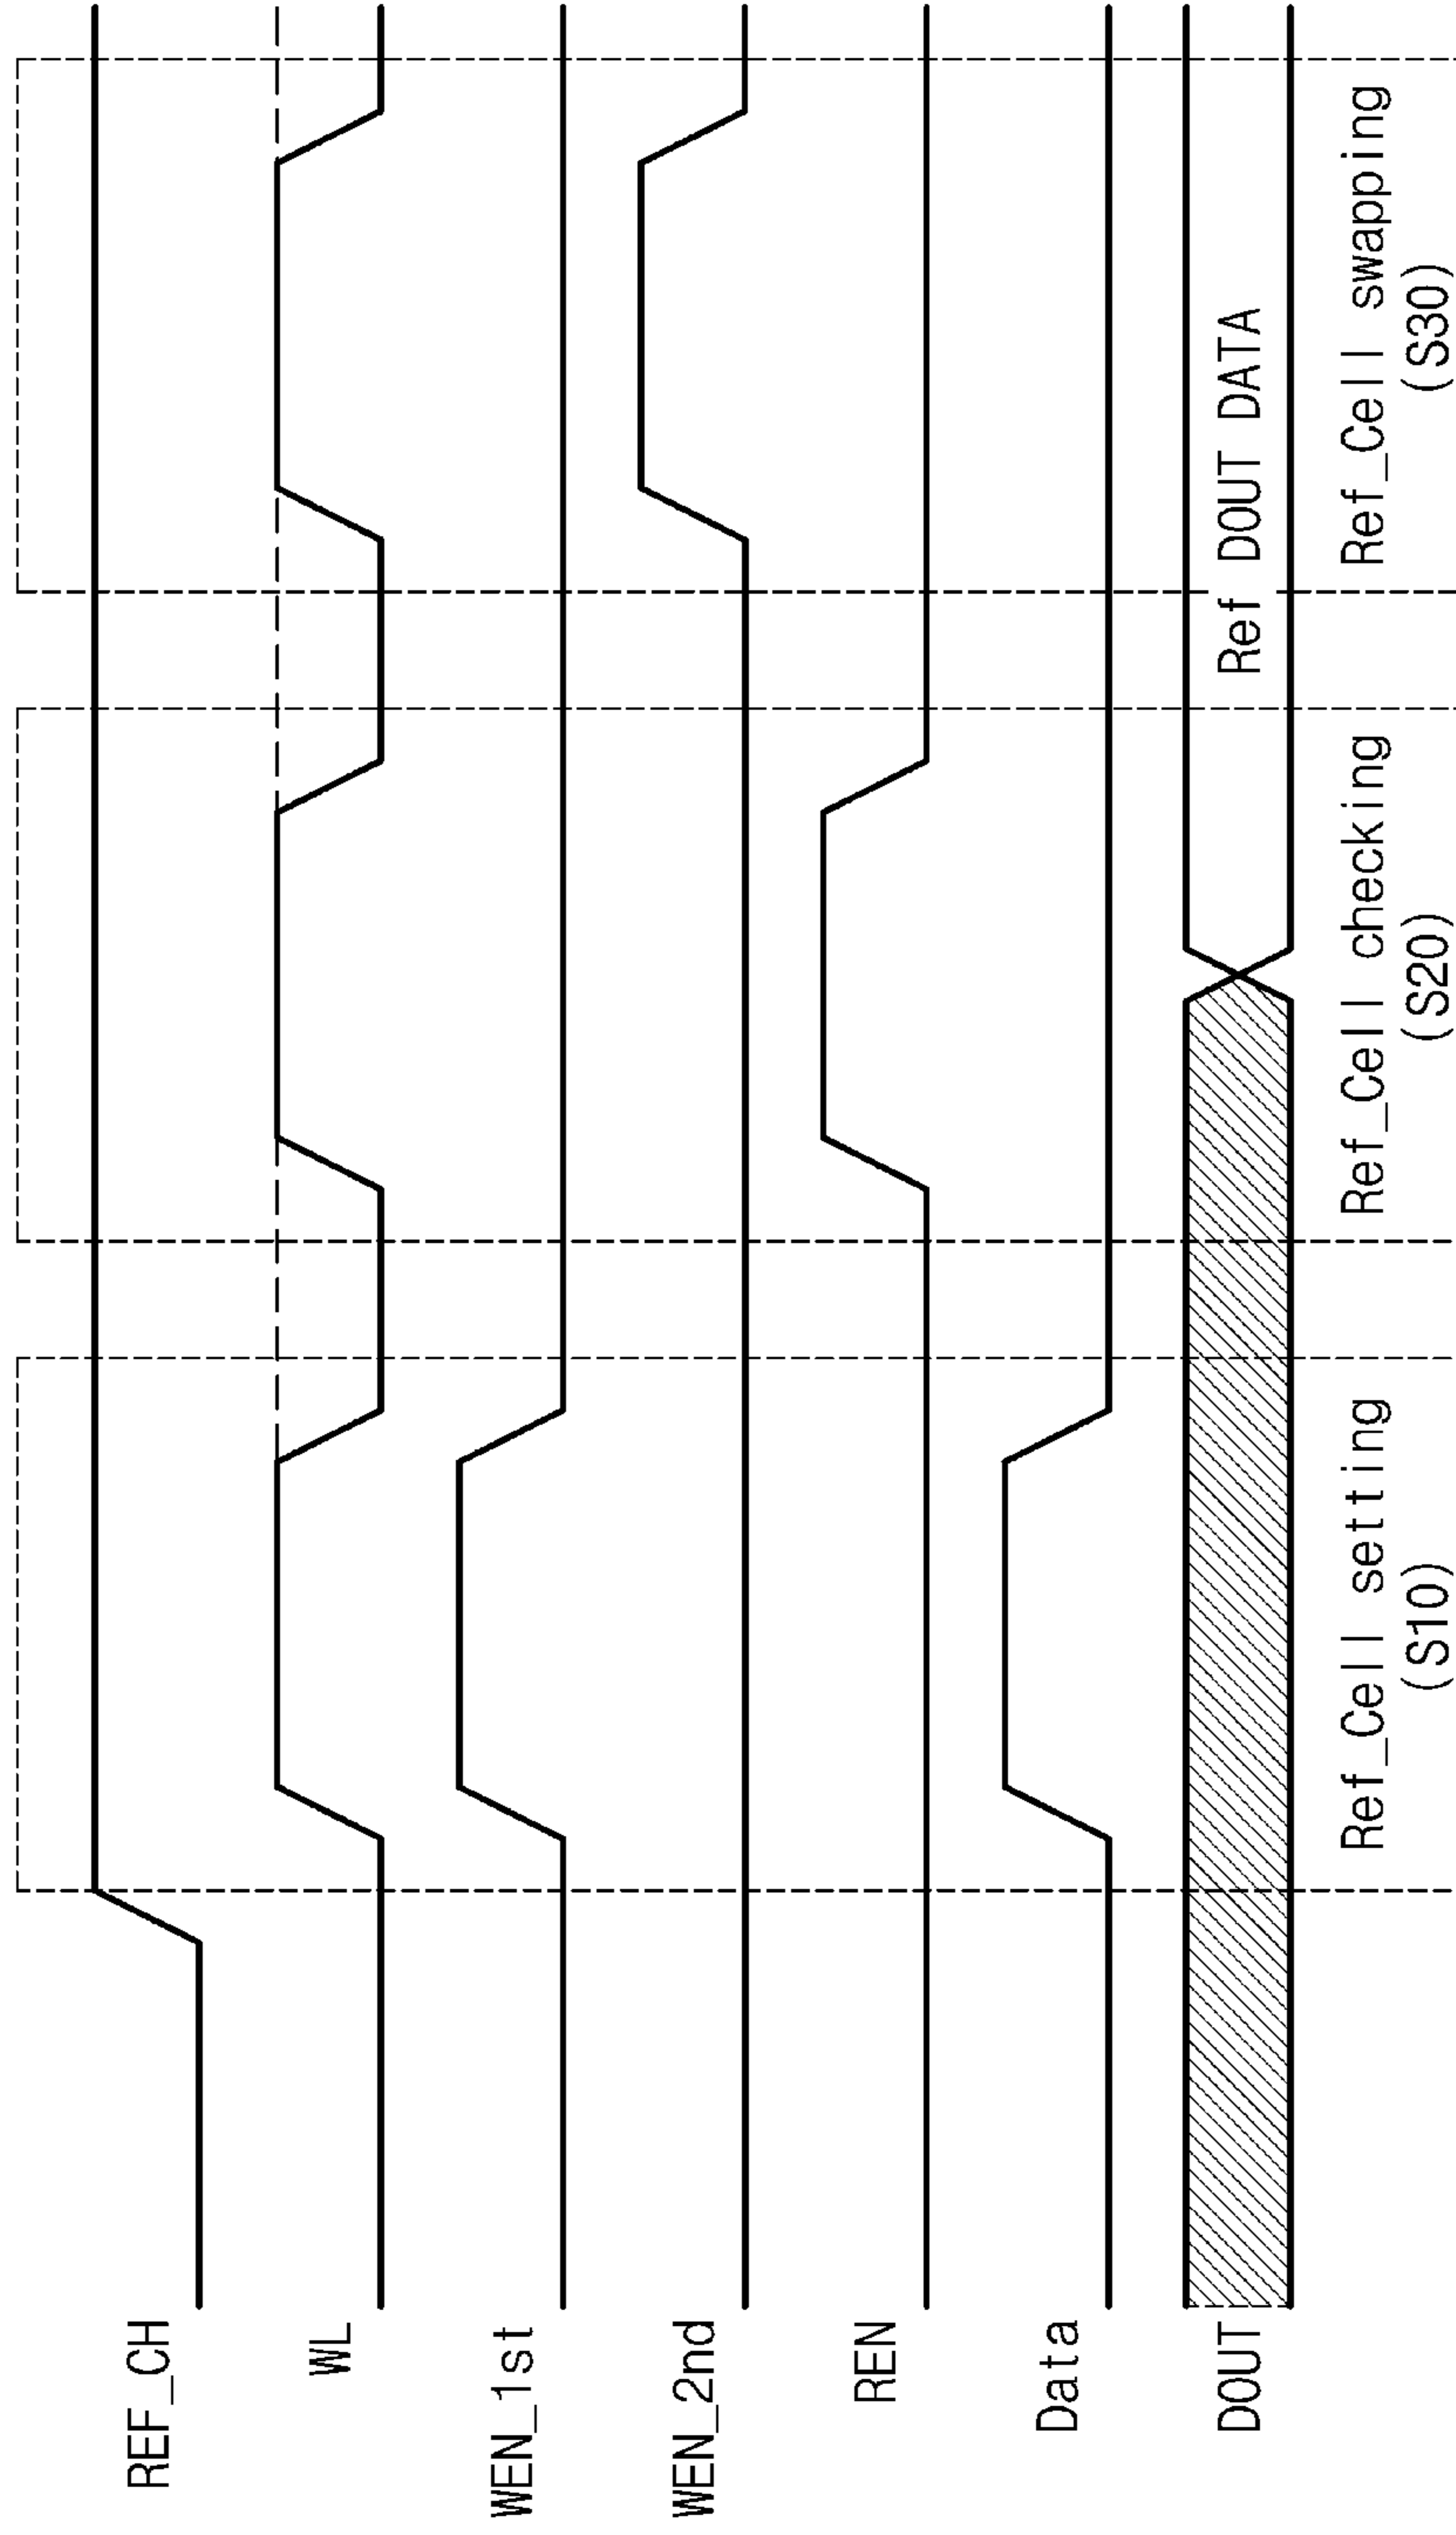 REF_CH
WL
WEN_1st
WEN_2nd
REN
Data
DOUT
Ref DOUT DATA
Ref_Cell setting
(S10)
Ref_Cell checking
(S20)
Ref_Cell swapping
(S30)